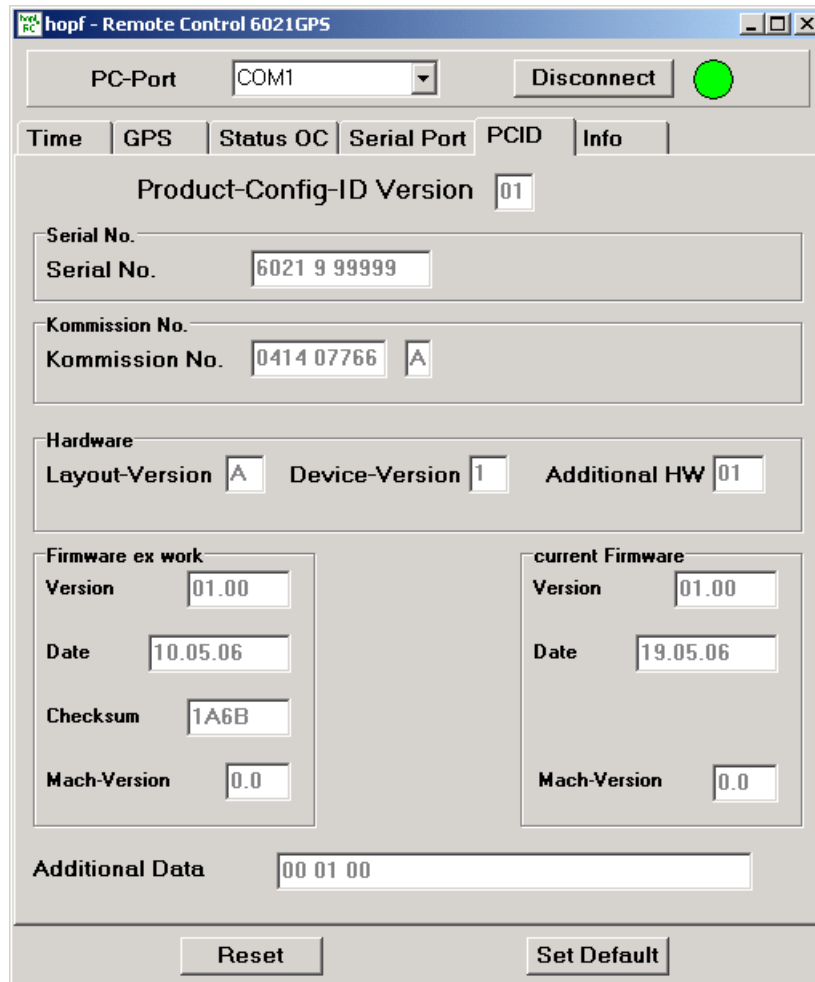 hopf RC hopf - Remote Control 6021GPS
PC-Port COM1 Disconnect
Time GPS Status OC Serial Port PCID Info
Product-Config-ID Version 01
Serial No.
Serial No. 6021 9 99999
Kommission No.
Kommission No. 0414 07766 A
Hardware
Layout-Version A Device-Version 1 Additional HW 01
Firmware ex work current Firmware
Version 01.00 Version 01.00
Date 10.05.06 Date 19.05.06
Checksum 1A6B
Mach-Version 0.0 Mach-Version 0.0
Additional Data 00 01 00
Reset Set Default